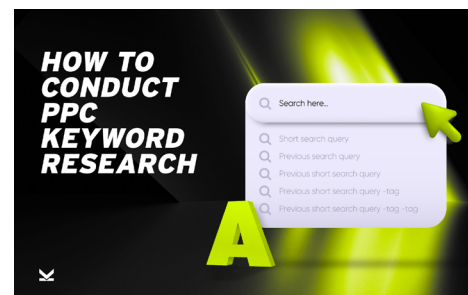 HOW TO
CONDUCT
PPC
KEYWORD
RESEARCH
Search here...
Short search query
Previous search query
Previous short search query
Previous short search query -tag
Previous short search query -tag -tag
A